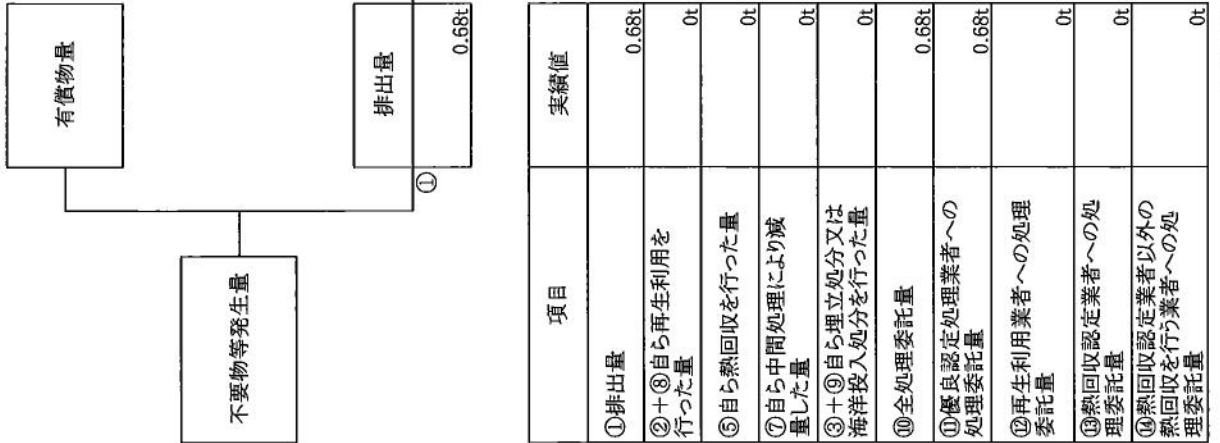 不要物等発生量
有償物量
排出量
0.68t
①
項目
実績値
①排出量
0.68t
②+⑧自ら再生利用を
行った量
0t
⑤自ら熱回収を行った量
0t
⑦自ら中間処理により減
量した量
0t
③+⑨自ら埋立処分又は
海洋投入処分を行った量
0t
⑩全処理委託量
0.68t
⑪優良認定処理業者への
処理委託量
0.68t
⑫再生利用業者への処理
委託量
0t
⑬熱回収認定業者への処
理委託量
0t
⑭熱回収認定業者以外の
熱回収を行う業者への処
理委託量
0t